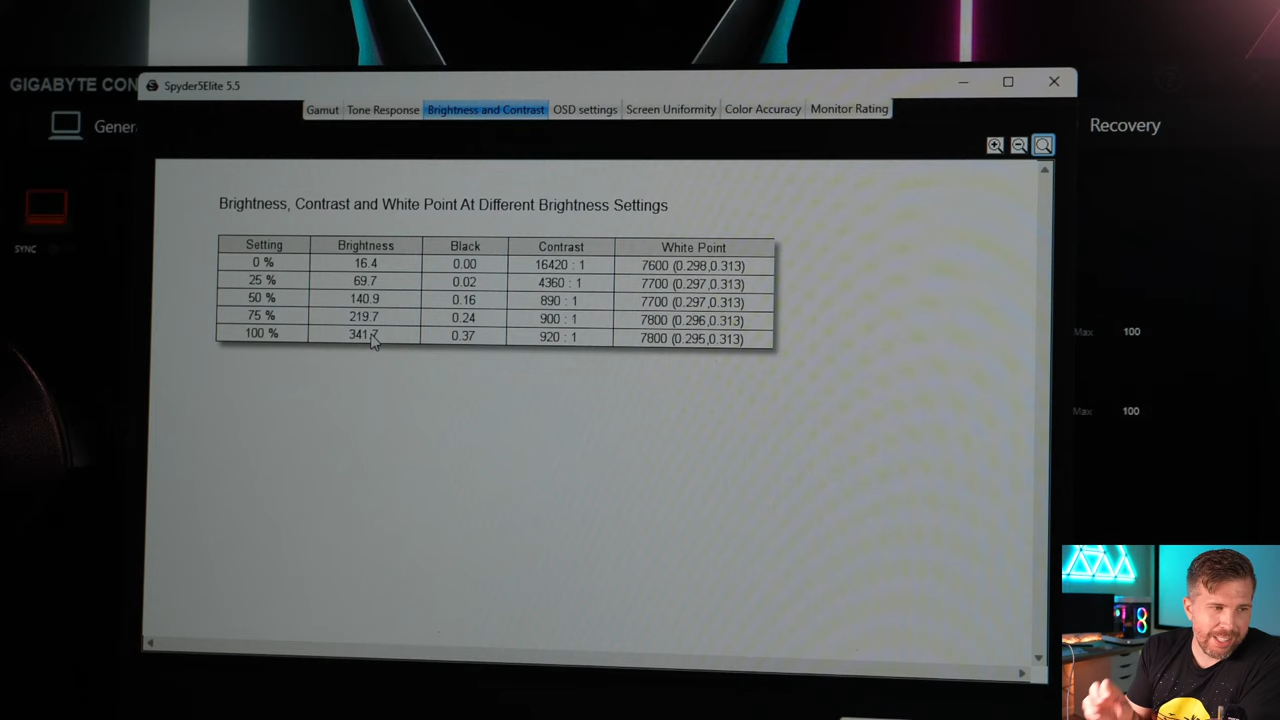 GIGABYTE CON
Spyder5Elite 5.5
Gamut Tone Response Brightness and Contrast OSD settings Screen Uniformity Color Accuracy Monitor Rating
Gener
Recovery
SYNC
Brightness, Contrast and White Point At Different Brightness Settings
Setting Brightness Black Contrast White Point
0 % 16.4 0.00 16420 : 1 7600 (0.298,0.313)
25 % 69.7 0.02 4360 : 1 7700 (0.297,0.313)
50 % 140.9 0.16 890 : 1 7700 (0.297,0.313)
75 % 219.7 0.24 900 : 1 7800 (0.296,0.313)
100 % 341.7 0.37 920 : 1 7800 (0.295,0.313)
Max 100
Max 100